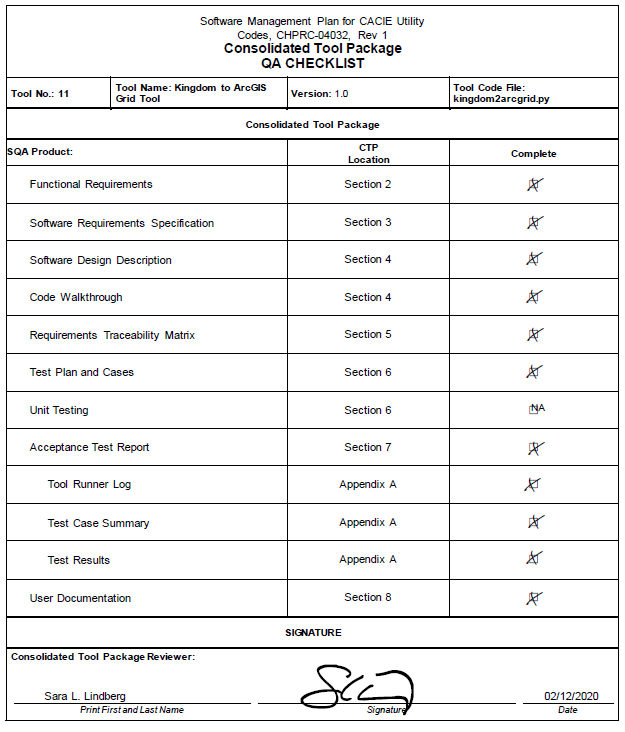 Software Management Plan for CACIE Utility
Codes, CHPRC-04032, Rev 1
Consolidated Tool Package
QA CHECKLIST
Tool No.: 11
Tool Name: Kingdom to ArcGIS
Grid Tool
Version: 1.0
Tool Code File:
kingdom2arcgrid.py
Consolidated Tool Package
SQA Product:
CTP
Location
Complete
Functional Requirements
Section 2
Software Requirements Specification
Section 3
Software Design Description
Section 4
Code Walkthrough
Section 4
Requirements Traceability Matrix
Section 5
Test Plan and Cases
Section 6
Unit Testing
Section 6
NA
Acceptance Test Report
Section 7
Tool Runner Log
Appendix A
Test Case Summary
Appendix A
Test Results
Appendix A
User Documentation
Section 8
SIGNATURE
Consolidated Tool Package Reviewer:
Sara L. Lindberg
02/12/2020
Print First and Last Name
Signature
Date